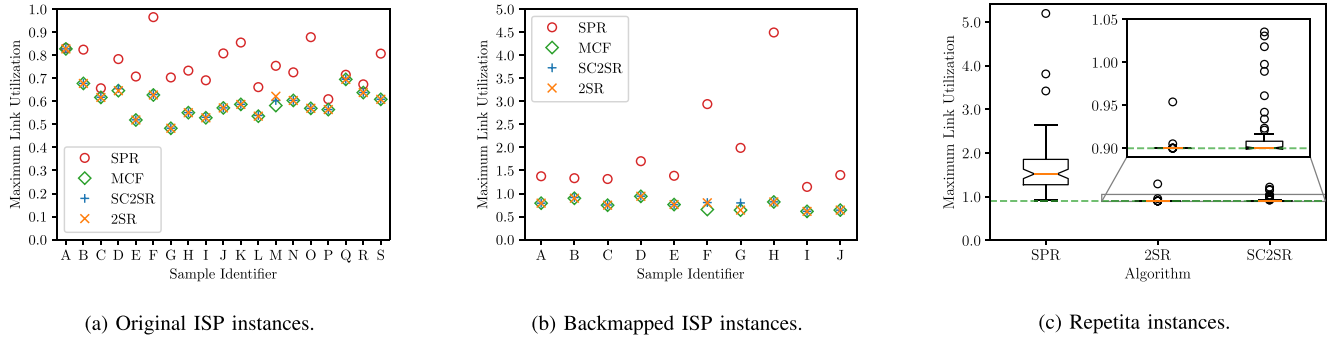 1.0
0.9
0.8
0.7
0.6
0.5
0.4
0.3
0.2
0.1
0.0
Maximum Link Utilization
SPR
MCF
SC2SR
2SR
A B C D E F G H I J K L M N O P Q R S
Sample Identifier
(a) Original ISP instances.
5.0
4.5
4.0
3.5
3.0
2.5
2.0
1.5
1.0
0.5
0.0
Maximum Link Utilization
SPR
MCF
SC2SR
2SR
A B C D E F G H I J
Sample Identifier
(b) Backmapped ISP instances.
5.0
4.0
3.0
2.0
1.0
0.0
Maximum Link Utilization
1.05
1.00
0.95
0.90
SPR 2SR SC2SR
Algorithm
(c) Repetita instances.